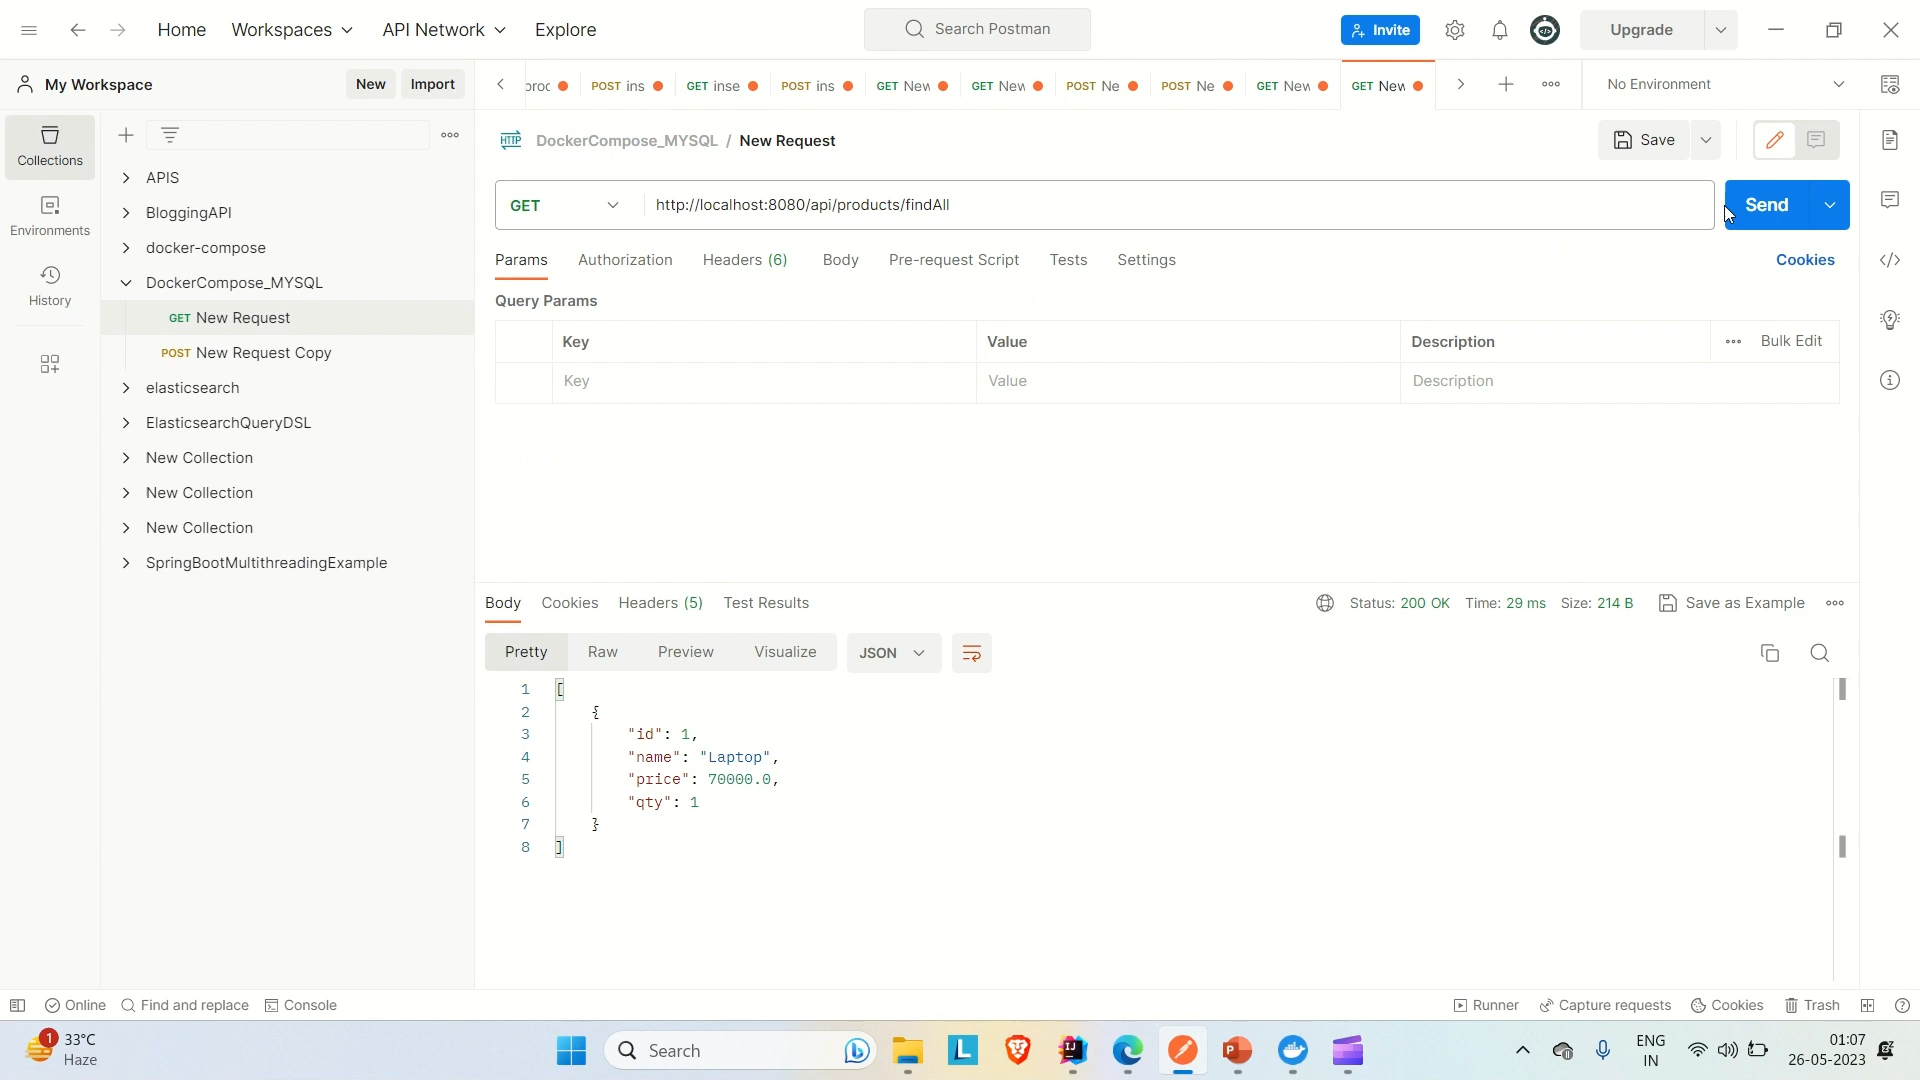 Home Workspaces API Network Explore Search Postman Invite Upgrade
My Workspace New Import
proc POST ins GET inse POST ins GET New GET New POST Ne POST Ne GET New GET New No Environment
Collections
Environments
History
APIS
BloggingAPI
docker-compose
DockerCompose_MYSQL
GET New Request
POST New Request Copy
elasticsearch
ElasticsearchQueryDSL
New Collection
New Collection
New Collection
SpringBootMultithreadingExample
HTTP DockerCompose_MYSQL / New Request Save
GET http://localhost:8080/api/products/findAll Send
Params Authorization Headers (6) Body Pre-request Script Tests Settings Cookies
Query Params
Key Value Description Bulk Edit
Key Value Description
Body Cookies Headers (5) Test Results Status: 200 OK Time: 29 ms Size: 214 B Save as Example
Pretty Raw Preview Visualize JSON
1 [
2 {
3 "id": 1,
4 "name": "Laptop",
5 "price": 70000.0,
6 "qty": 1
7 }
8 ]
Online Find and replace Console Runner Capture requests Cookies Trash
1 33°C
Haze
Search
L
IJ
P
ENG
IN
01:07
26-05-2023